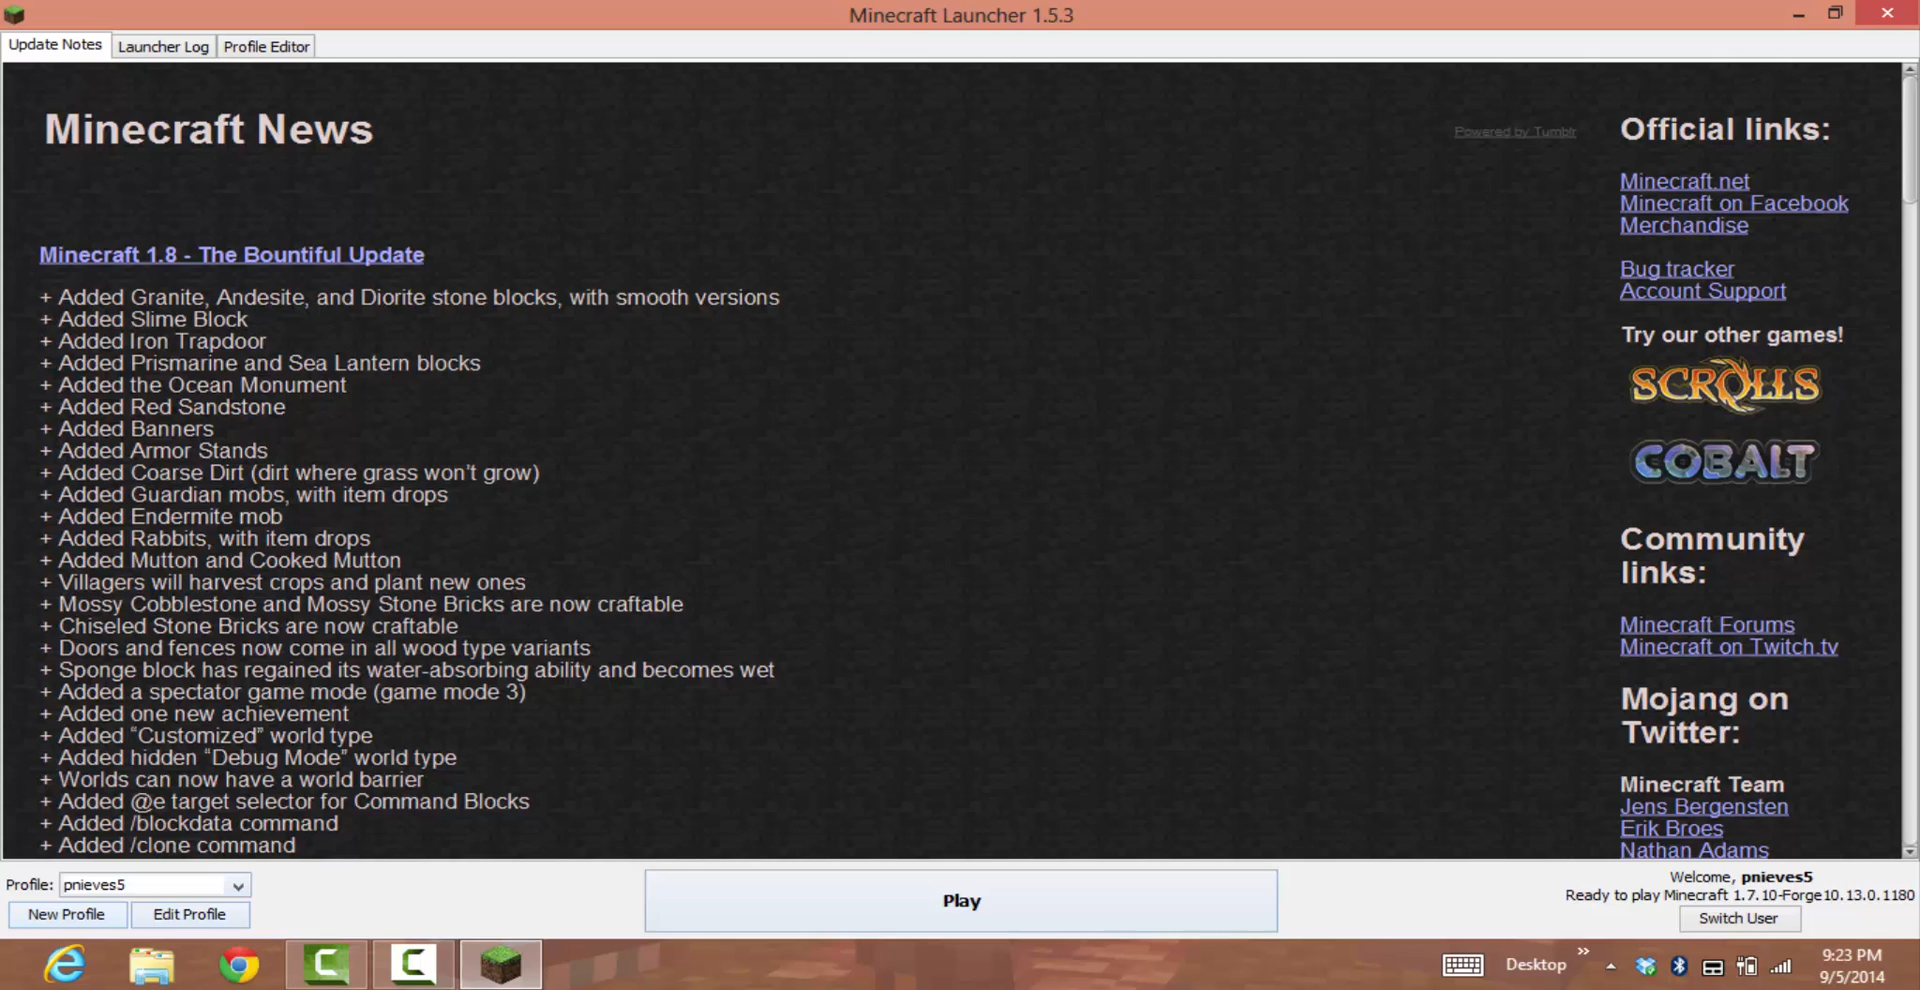 Minecraft Launcher 1.5.3
Update Notes
Launcher Log
Profile Editor
Minecraft News
Powered by Tumblr
Minecraft 1.8 - The Bountiful Update
+ Added Granite, Andesite, and Diorite stone blocks, with smooth versions
+ Added Slime Block
+ Added Iron Trapdoor
+ Added Prismarine and Sea Lantern blocks
+ Added the Ocean Monument
+ Added Red Sandstone
+ Added Banners
+ Added Armor Stands
+ Added Coarse Dirt (dirt where grass won't grow)
+ Added Guardian mobs, with item drops
+ Added Endermite mob
+ Added Rabbits, with item drops
+ Added Mutton and Cooked Mutton
+ Villagers will harvest crops and plant new ones
+ Mossy Cobblestone and Mossy Stone Bricks are now craftable
+ Chiseled Stone Bricks are now craftable
+ Doors and fences now come in all wood type variants
+ Sponge block has regained its water-absorbing ability and becomes wet
+ Added a spectator game mode (game mode 3)
+ Added one new achievement
+ Added “Customized” world type
+ Added hidden “Debug Mode” world type
+ Worlds can now have a world barrier
+ Added @e target selector for Command Blocks
+ Added /blockdata command
+ Added /clone command
Official links:
Minecraft.net
Minecraft on Facebook
Merchandise
Bug tracker
Account Support
Try our other games!
SCROLLS
COBALT
Community
links:
Minecraft Forums
Minecraft on Twitch.tv
Mojang on
Twitter:
Minecraft Team
Jens Bergensten
Erik Broes
Nathan Adams
Profile: pnieves5
New Profile
Edit Profile
Play
Welcome, pnieves5
Ready to play Minecraft 1.7.10-Forge10.13.0.1180
Switch User
Desktop
9:23 PM
9/5/2014